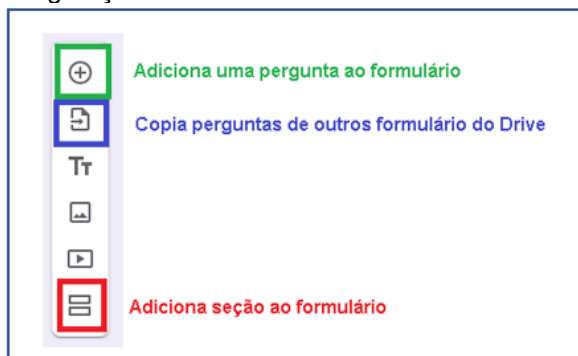 Adiciona uma pergunta ao formulário
Copia perguntas de outros formulário do Drive
Tт
Adiciona seção ao formulário